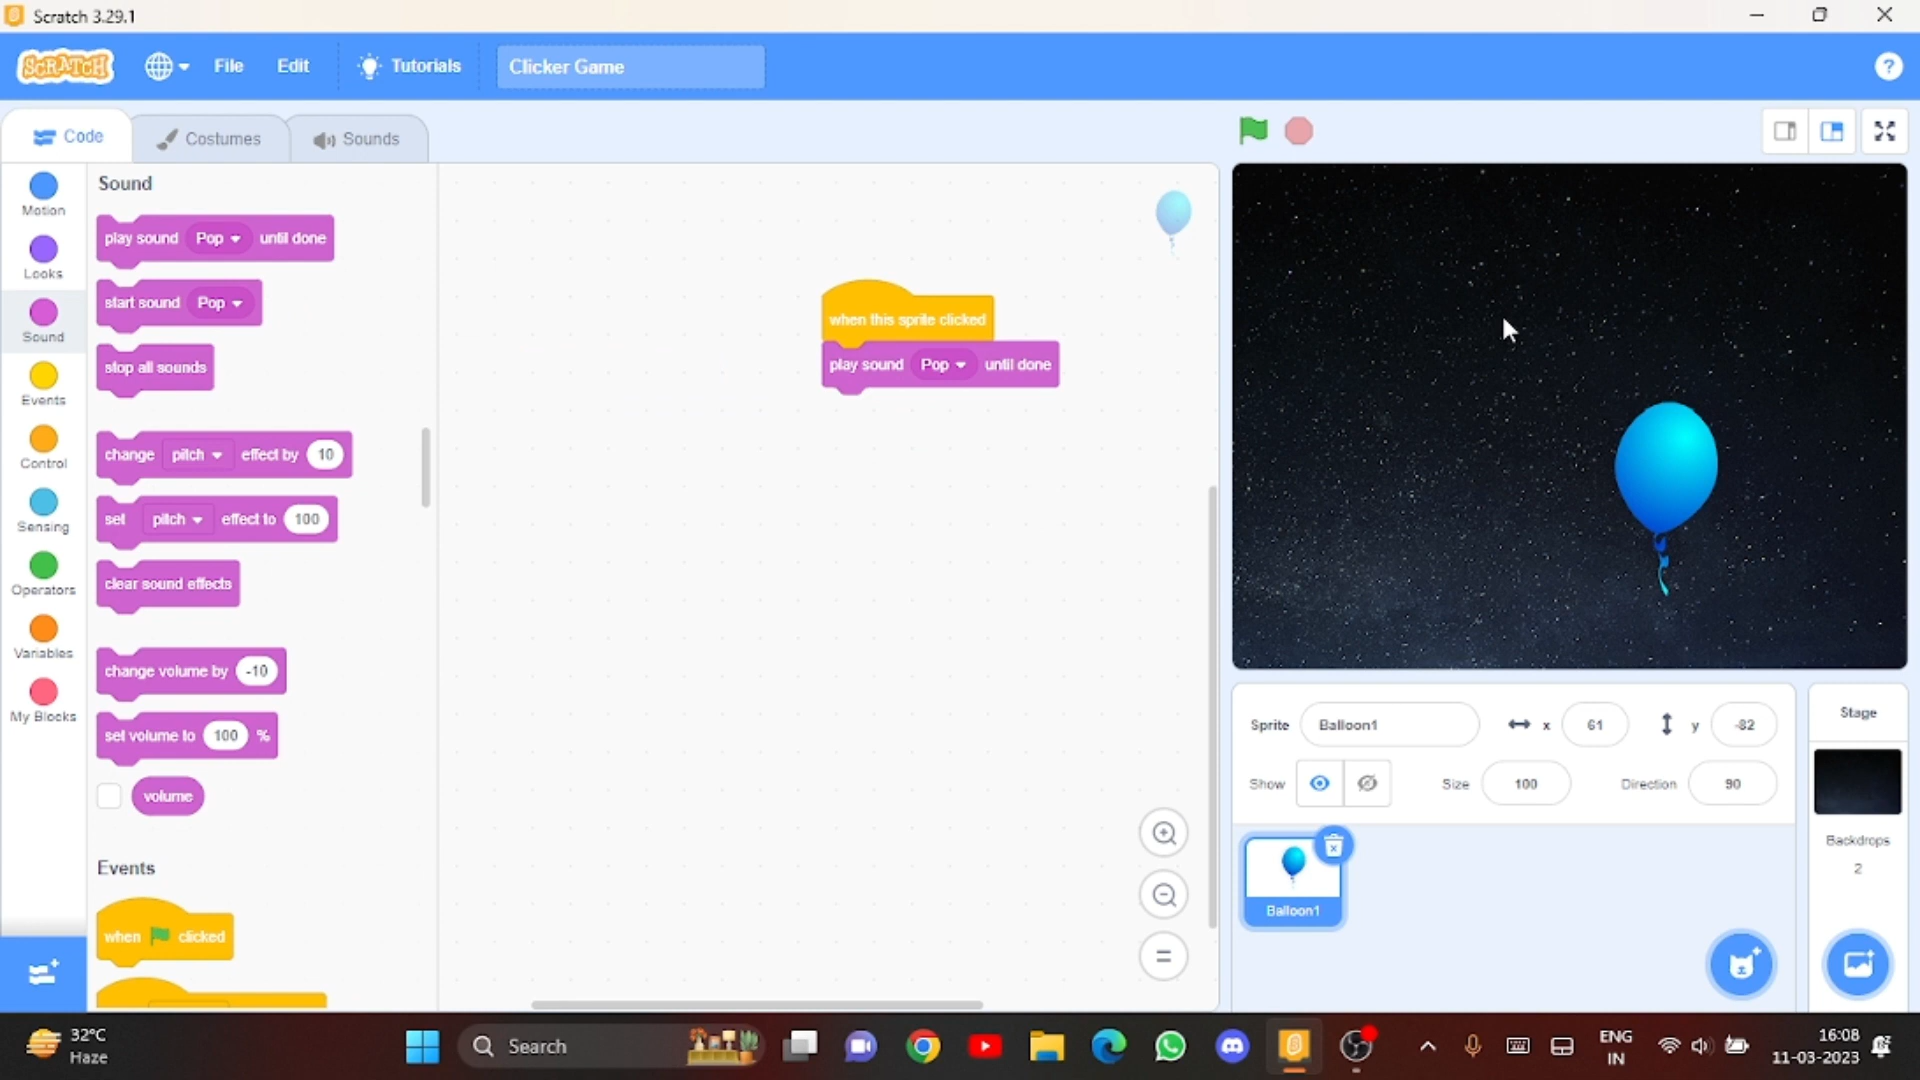 Scratch 3.29.1
SCRATCH
File
Edit
Tutorials
Clicker Game
?
Code
Costumes
Sounds
Motion
Looks
Sound
Events
Control
Sensing
Operators
Variables
My Blocks
Sound
play sound Pop until done
start sound Pop
stop all sounds
change pitch effect by 10
set pitch effect to 100
clear sound effects
change volume by -10
set volume to 100 %
volume
Events
when clicked
when this sprite clicked
play sound Pop until done
Sprite Balloon1 x 61 y -82
Show Size 100 Direction 90
Balloon1
Stage
Backdrops
2
32°C
Haze
Search
ENG
IN
16:08
11-03-2023